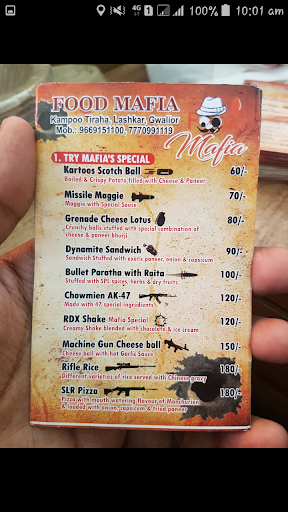 4G 1 100% 10:01 am
FOOD MAFIA
Kampoo Tiraha, Lashkar, Gwalior
Mob.: 9669151100, 7770991119
Mafia
1. TRY MAFIA'S SPECIAL
Kartoos Scotch Ball 60/-
Boiled & Crispy Potato filled with Cheese & Paneer
Missile Maggie 70/-
Maggie with Special Sauce
Grenade Cheese Lotus 80/-
Crunchy balls stuffed with special combination of
cheese & paneer bhurji
Dynamite Sandwich 90/-
Sandwich Stuffed with exotic paneer, onion & capsicum
Bullet Paratha with Raita 100/-
Stuffed with SPL spices, herbs & dry fruits,
Chowmien AK-47 120/-
Made with 47 special ingredients
RDX Shake Mafia Special 120/-
Creamy Shake blended with chocolate & ice cream
Machine Gun Cheese ball 150/-
Cheese ball with hot Garlic Sauce
Rifle Rice 180/-
Different verieties of rice served with Chinese gravy
SLR Pizza 180/-
Pizza with mouth watering flavour of Manchurien
& loaded with onion, capsicum & fried paneer